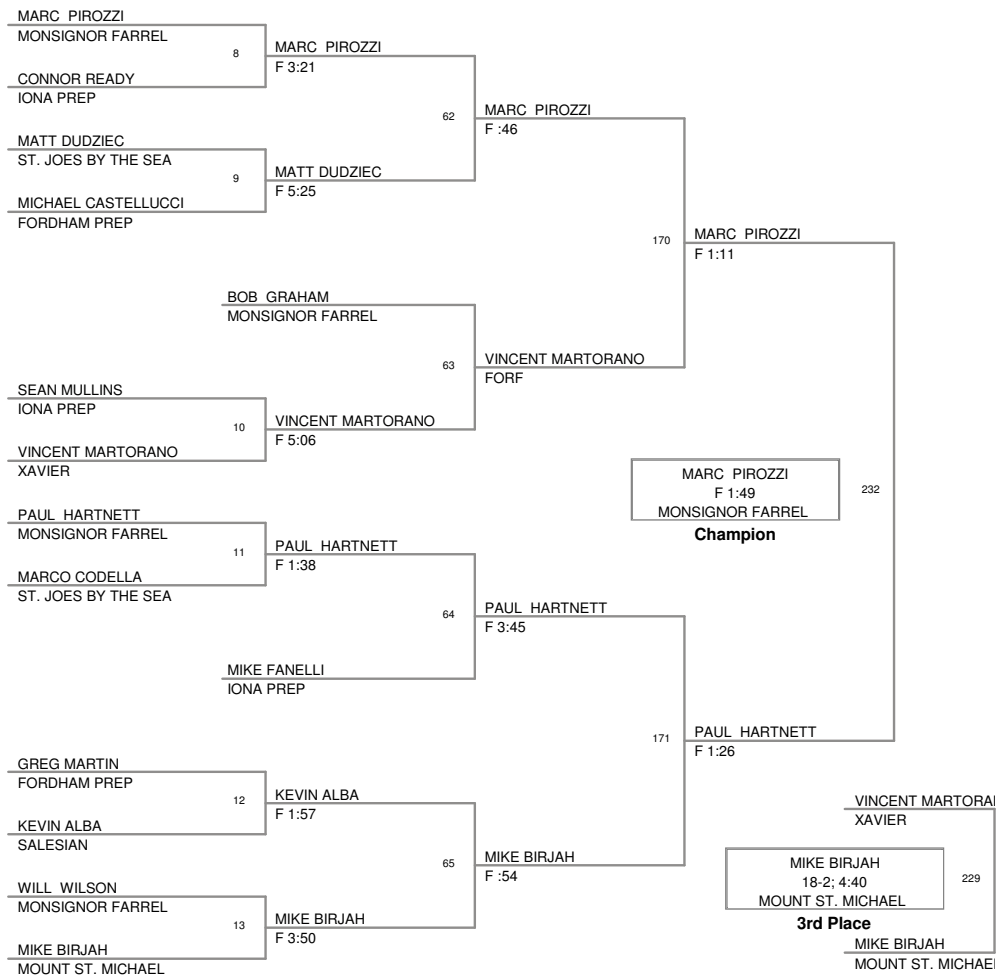 MARC PIROZZI
MONSIGNOR FARREL
8
MARC PIROZZI
F 3:21
CONNOR READY
IONA PREP
62
MARC PIROZZI
F :46
MATT DUDZIEC
ST. JOES BY THE SEA
9
MATT DUDZIEC
F 5:25
MICHAEL CASTELLUCCI
FORDHAM PREP
170
MARC PIROZZI
F 1:11
BOB GRAHAM
MONSIGNOR FARREL
63
VINCENT MARTORANO
FORF
SEAN MULLINS
IONA PREP
10
VINCENT MARTORANO
F 5:06
VINCENT MARTORANO
XAVIER
MARC PIROZZI
F 1:49
MONSIGNOR FARREL
Champion
232
PAUL HARTNETT
MONSIGNOR FARREL
11
PAUL HARTNETT
F 1:38
MARCO CODELLA
ST. JOES BY THE SEA
64
PAUL HARTNETT
F 3:45
MIKE FANELLI
IONA PREP
171
PAUL HARTNETT
F 1:26
GREG MARTIN
FORDHAM PREP
12
KEVIN ALBA
F 1:57
KEVIN ALBA
SALESIAN
65
MIKE BIRJAH
F :54
WILL WILSON
MONSIGNOR FARREL
13
MIKE BIRJAH
F 3:50
MIKE BIRJAH
MOUNT ST. MICHAEL
VINCENT MARTORA
XAVIER
MIKE BIRJAH
18-2; 4:40
MOUNT ST. MICHAEL
3rd Place
229
MIKE BIRJAH
MOUNT ST. MICHAEL